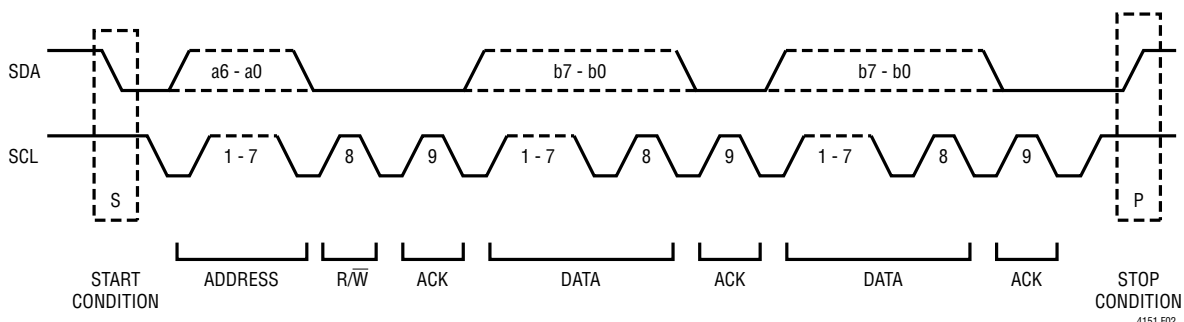 SDA
a6 - a0
b7 - b0
b7 - b0
SCL
1 - 7
8
9
1 - 7
8
9
1 - 7
8
9
S
P
START
CONDITION
ADDRESS
R/W̅
ACK
DATA
ACK
DATA
ACK
STOP
CONDITION
4151 F02